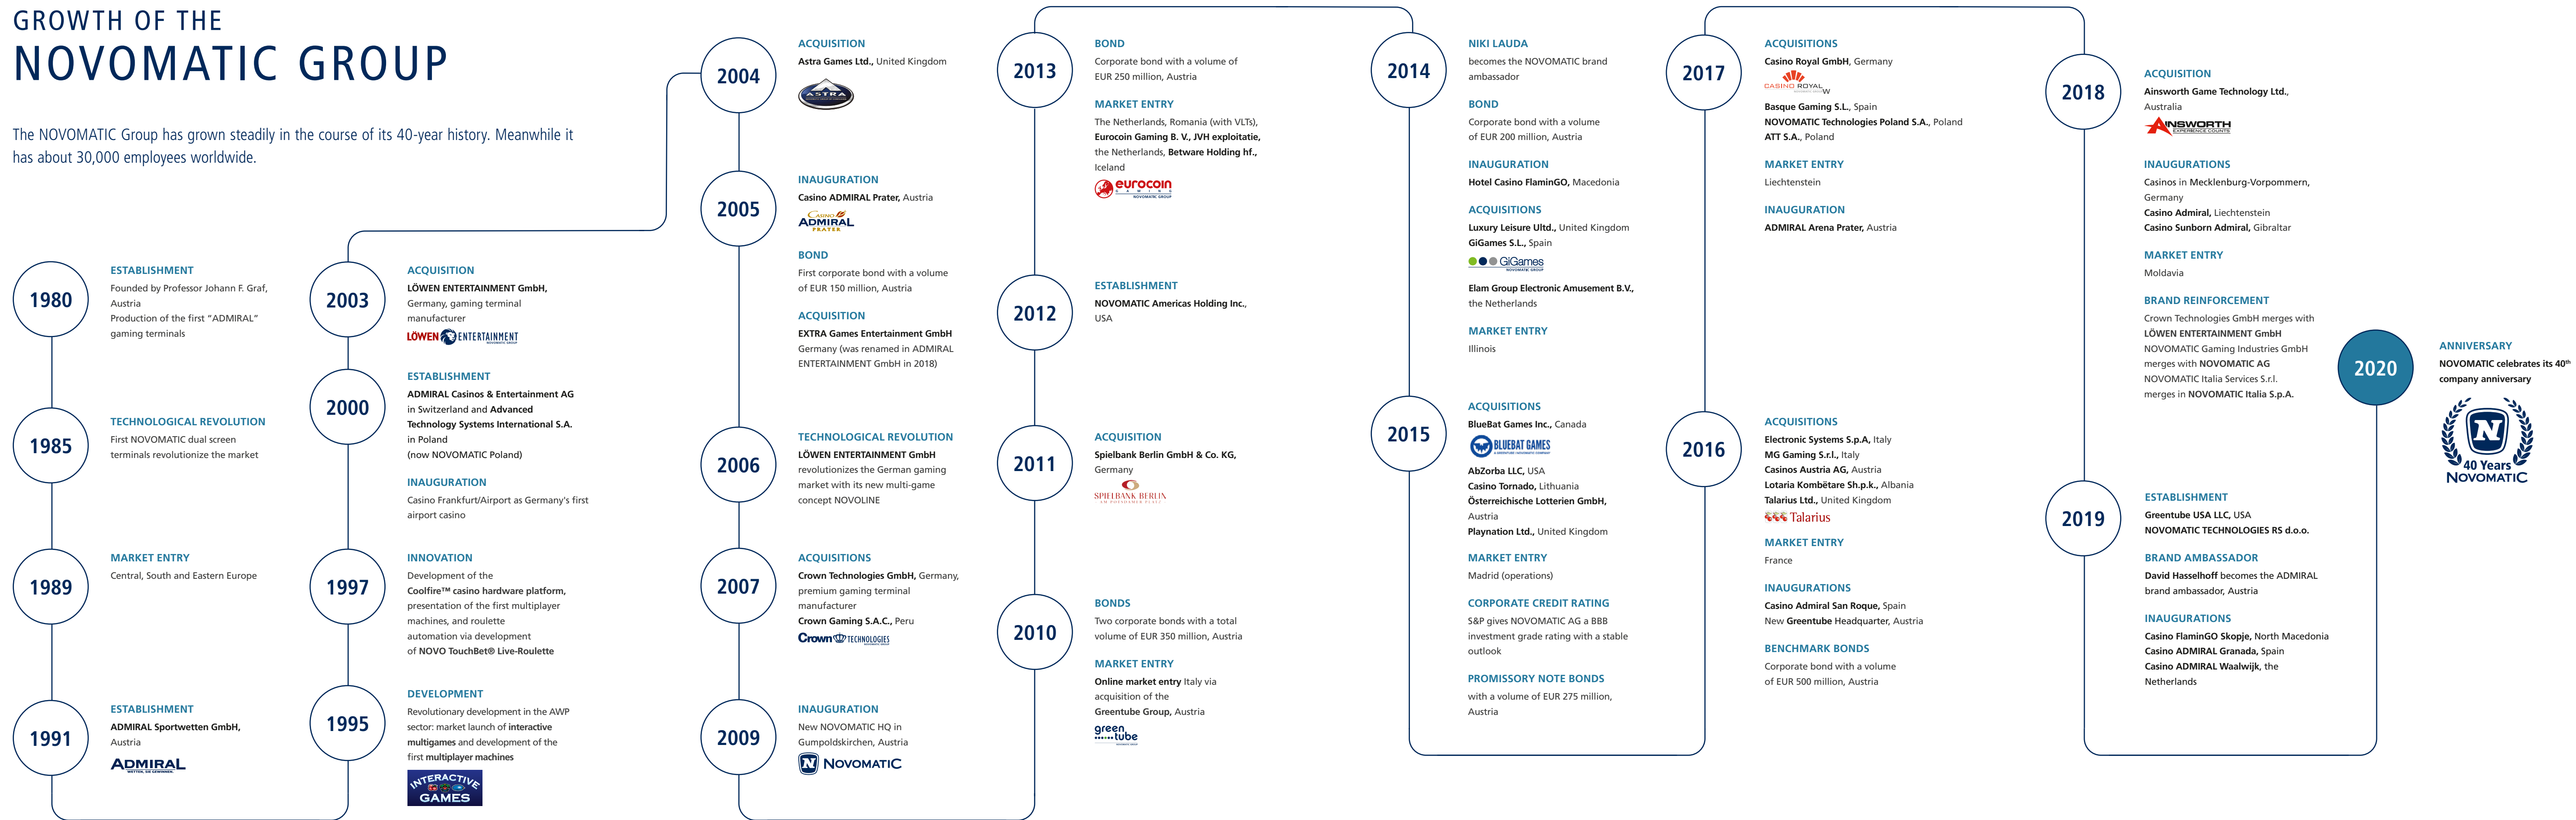 GROWTH OF THE
NOVOMATIC GROUP
The NOVOMATIC Group has grown steadily in the course of its 40-year history. Meanwhile it
has about 30,000 employees worldwide.
1980
ESTABLISHMENT
Founded by Professor Johann F. Graf,
Austria
Production of the first “ADMIRAL”
gaming terminals
1985
TECHNOLOGICAL REVOLUTION
First NOVOMATIC dual screen
terminals revolutionize the market
1989
MARKET ENTRY
Central, South and Eastern Europe
1991
ESTABLISHMENT
ADMIRAL Sportwetten GmbH,
Austria
ADMIRAL
WETTEN, SIE GEWINNEN.
1995
DEVELOPMENT
Revolutionary development in the AWP
sector: market launch of interactive
multigames and development of the
first multiplayer machines
INTERACTIVE
GAMES
1997
INNOVATION
Development of the
Coolfire™ casino hardware platform,
presentation of the first multiplayer
machines, and roulette
automation via development
of NOVO TouchBet® Live-Roulette
2000
ESTABLISHMENT
ADMIRAL Casinos & Entertainment AG
in Switzerland and Advanced
Technology Systems International S.A.
in Poland
(now NOVOMATIC Poland)
INAUGURATION
Casino Frankfurt/Airport as Germany's first
airport casino
2003
ACQUISITION
LÖWEN ENTERTAINMENT GmbH,
Germany, gaming terminal
manufacturer
LÖWEN ENTERTAINMENT
NOVOMATIC GROUP
2004
ACQUISITION
Astra Games Ltd., United Kingdom
ASTRA
2005
INAUGURATION
Casino ADMIRAL Prater, Austria
CASINO
ADMIRAL
PRATER
BOND
First corporate bond with a volume
of EUR 150 million, Austria
ACQUISITION
EXTRA Games Entertainment GmbH
Germany (was renamed in ADMIRAL
ENTERTAINMENT GmbH in 2018)
2006
TECHNOLOGICAL REVOLUTION
LÖWEN ENTERTAINMENT GmbH
revolutionizes the German gaming
market with its new multi-game
concept NOVOLINE
2007
ACQUISITIONS
Crown Technologies GmbH, Germany,
premium gaming terminal
manufacturer
Crown Gaming S.A.C., Peru
Crown TECHNOLOGIES
NOVOMATIC GROUP
2009
INAUGURATION
New NOVOMATIC HQ in
Gumpoldskirchen, Austria
N NOVOMATIC
2010
BONDS
Two corporate bonds with a total
volume of EUR 350 million, Austria
MARKET ENTRY
Online market entry Italy via
acquisition of the
Greentube Group, Austria
green
tube
2011
ACQUISITION
Spielbank Berlin GmbH & Co. KG,
Germany
SPIELBANK BERLIN
AM POTSDAMER PLATZ
2012
ESTABLISHMENT
NOVOMATIC Americas Holding Inc.,
USA
2013
BOND
Corporate bond with a volume of
EUR 250 million, Austria
MARKET ENTRY
The Netherlands, Romania (with VLTs),
Eurocoin Gaming B. V., JVH exploitatie,
the Netherlands, Betware Holding hf.,
Iceland
eurocoin
GAMING
NOVOMATIC GROUP
2014
NIKI LAUDA
becomes the NOVOMATIC brand
ambassador
BOND
Corporate bond with a volume
of EUR 200 million, Austria
INAUGURATION
Hotel Casino FlaminGO, Macedonia
ACQUISITIONS
Luxury Leisure Ultd., United Kingdom
GiGames S.L., Spain
GiGames
NOVOMATIC GROUP
Elam Group Electronic Amusement B.V.,
the Netherlands
MARKET ENTRY
Illinois
2015
ACQUISITIONS
BlueBat Games Inc., Canada
BLUEBAT GAMES
A GREENTUBE / NOVOMATIC COMPANY
AbZorba LLC, USA
Casino Tornado, Lithuania
Österreichische Lotterien GmbH,
Austria
Playnation Ltd., United Kingdom
MARKET ENTRY
Madrid (operations)
CORPORATE CREDIT RATING
S&P gives NOVOMATIC AG a BBB
investment grade rating with a stable
outlook
PROMISSORY NOTE BONDS
with a volume of EUR 275 million,
Austria
2016
ACQUISITIONS
Electronic Systems S.p.A, Italy
MG Gaming S.r.l., Italy
Casinos Austria AG, Austria
Lotaria Kombëtare Sh.p.k., Albania
Talarius Ltd., United Kingdom
Talarius
MARKET ENTRY
France
INAUGURATIONS
Casino Admiral San Roque, Spain
New Greentube Headquarter, Austria
BENCHMARK BONDS
Corporate bond with a volume
of EUR 500 million, Austria
2017
ACQUISITIONS
Casino Royal GmbH, Germany
CASINO ROYAL
W
Basque Gaming S.L., Spain
NOVOMATIC Technologies Poland S.A., Poland
ATT S.A., Poland
MARKET ENTRY
Liechtenstein
INAUGURATION
ADMIRAL Arena Prater, Austria
2018
ACQUISITION
Ainsworth Game Technology Ltd.,
Australia
AINSWORTH
EXPERIENCE COUNTS
INAUGURATIONS
Casinos in Mecklenburg-Vorpommern,
Germany
Casino Admiral, Liechtenstein
Casino Sunborn Admiral, Gibraltar
MARKET ENTRY
Moldavia
BRAND REINFORCEMENT
Crown Technologies GmbH merges with
LÖWEN ENTERTAINMENT GmbH
NOVOMATIC Gaming Industries GmbH
merges with NOVOMATIC AG
NOVOMATIC Italia Services S.r.l.
merges in NOVOMATIC Italia S.p.A.
2019
ESTABLISHMENT
Greentube USA LLC, USA
NOVOMATIC TECHNOLOGIES RS d.o.o.
BRAND AMBASSADOR
David Hasselhoff becomes the ADMIRAL
brand ambassador, Austria
INAUGURATIONS
Casino FlaminGO Skopje, North Macedonia
Casino ADMIRAL Granada, Spain
Casino ADMIRAL Waalwijk, the
Netherlands
2020
ANNIVERSARY
NOVOMATIC celebrates its 40th
company anniversary
N
40 Years
NOVOMATIC